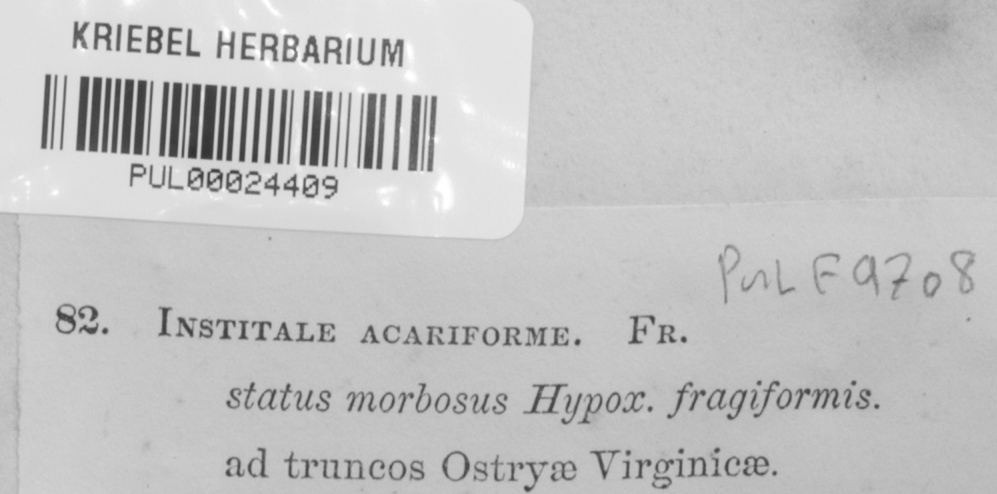 KRIEBEL HERBARIUM
PUL00024409
PUL F9708
82. INSTITALE ACARIFORME. FR.
status morbosus Hypox. fragiformis.
ad truncos Ostryæ Virginicæ.